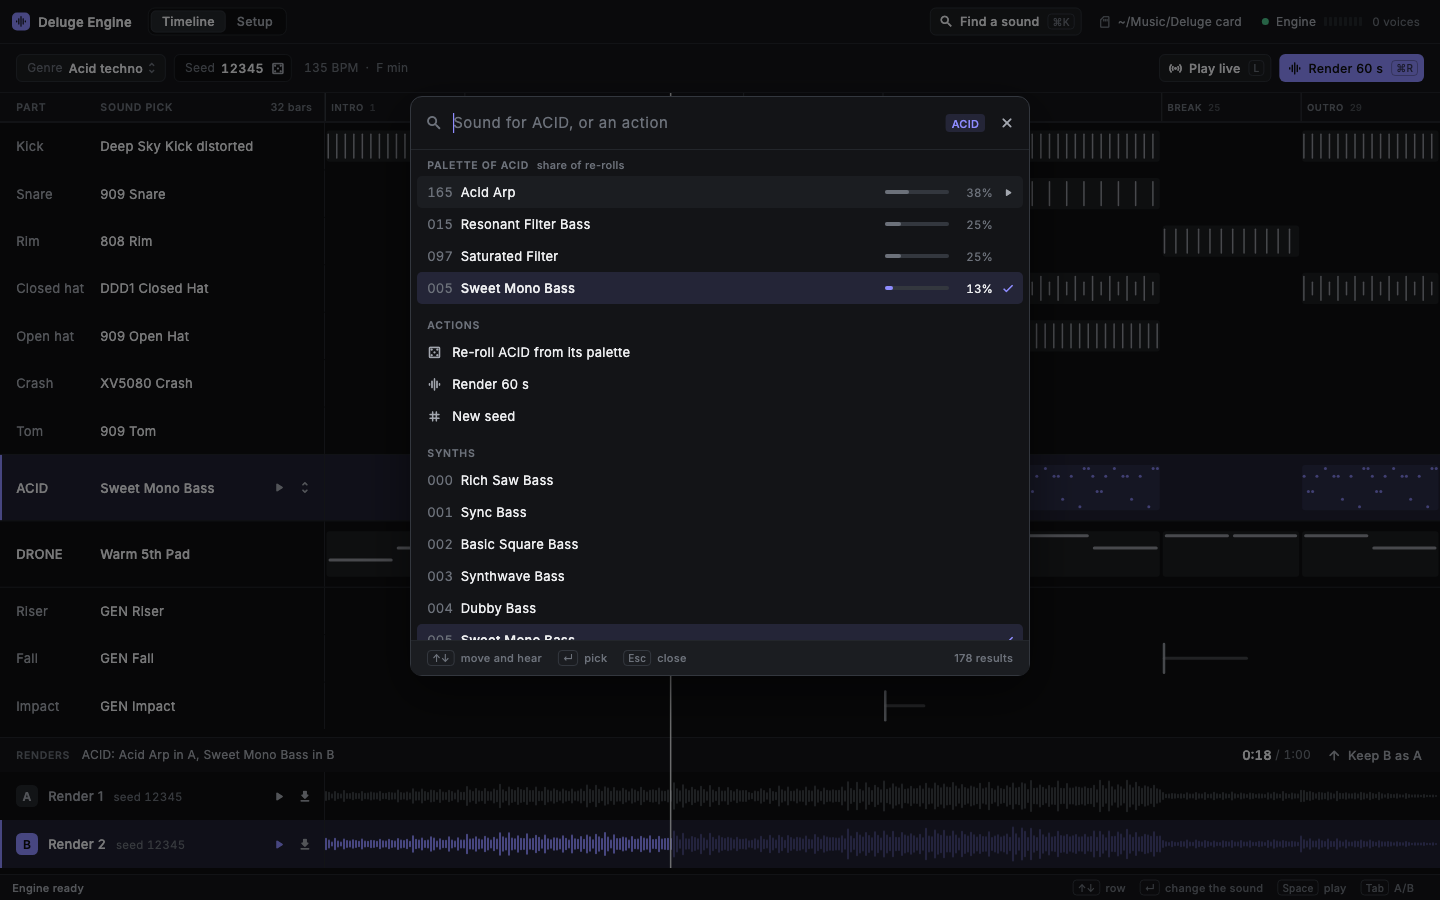 Deluge Engine Timeline Setup Find a sound ⌘K ~/Music/Deluge card Engine 0 voices
Genre Acid techno Seed 12345 135 BPM · F min Play live L Render 60 s ⌘R
PART SOUND PICK 32 bars INTRO 1 BREAK 25 OUTRO 29
Kick Deep Sky Kick distorted
Snare 909 Snare
Rim 808 Rim
Closed hat DDD1 Closed Hat
Open hat 909 Open Hat
Crash XV5080 Crash
Tom 909 Tom
ACID Sweet Mono Bass
DRONE Warm 5th Pad
Riser GEN Riser
Fall GEN Fall
Impact GEN Impact
Sound for ACID, or an action ACID
PALETTE OF ACID share of re-rolls
165 Acid Arp 38%
015 Resonant Filter Bass 25%
097 Saturated Filter 25%
005 Sweet Mono Bass 13%
ACTIONS
Re-roll ACID from its palette
Render 60 s
New seed
SYNTHS
000 Rich Saw Bass
001 Sync Bass
002 Basic Square Bass
003 Synthwave Bass
004 Dubby Bass
005 Sweet Mono Bass
↑↓ move and hear ↵ pick Esc close 178 results
RENDERS ACID: Acid Arp in A, Sweet Mono Bass in B 0:18 / 1:00 Keep B as A
A Render 1 seed 12345
B Render 2 seed 12345
Engine ready ↑↓ row ↵ change the sound Space play Tab A/B